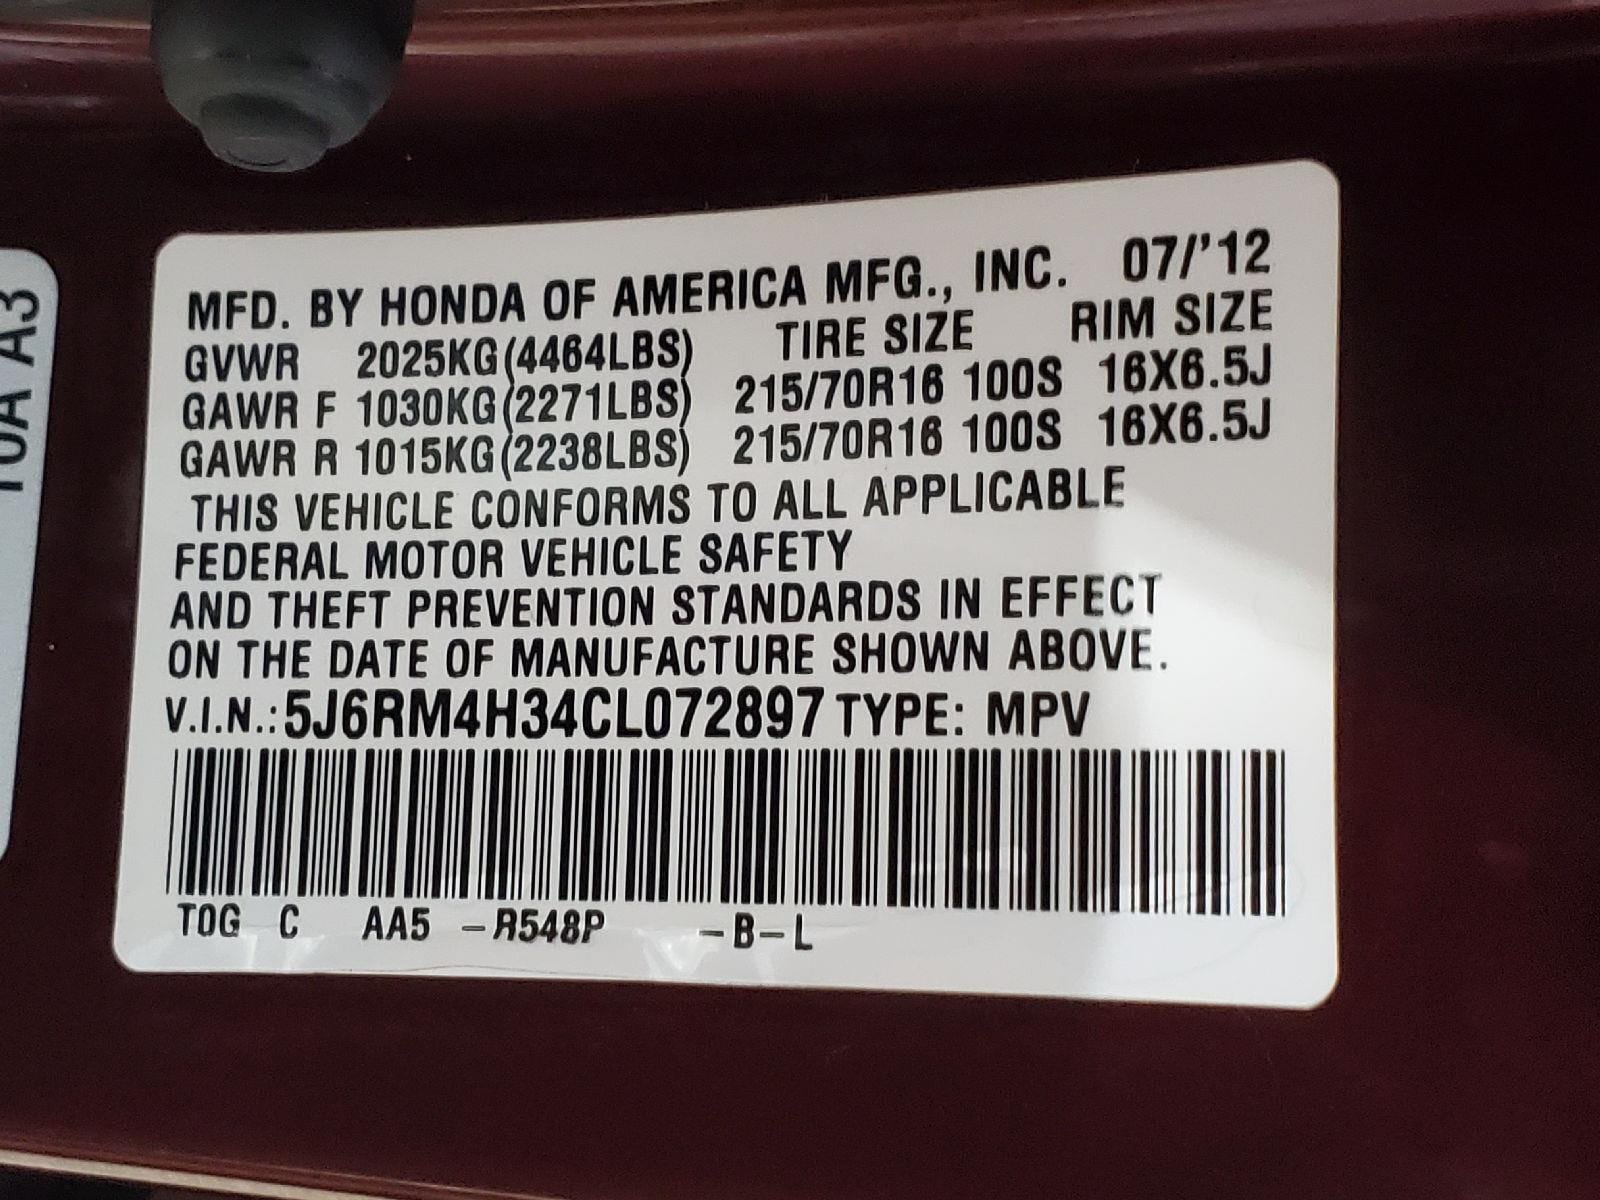 MFD. BY HONDA OF AMERICA MFG., INC. 07/'12
GVWR 2025KG(4464LBS) TIRE SIZE RIM SIZE
GAWR F 1030KG(2271LBS) 215/70R16 100S 16X6.5J
GAWR R 1015KG(2238LBS) 215/70R16 100S 16X6.5J
THIS VEHICLE CONFORMS TO ALL APPLICABLE
FEDERAL MOTOR VEHICLE SAFETY
AND THEFT PREVENTION STANDARDS IN EFFECT
ON THE DATE OF MANUFACTURE SHOWN ABOVE.
V.I.N.:5J6RM4H34CL072897 TYPE: MPV
T0G C AA5 -R548P -B-L
A3